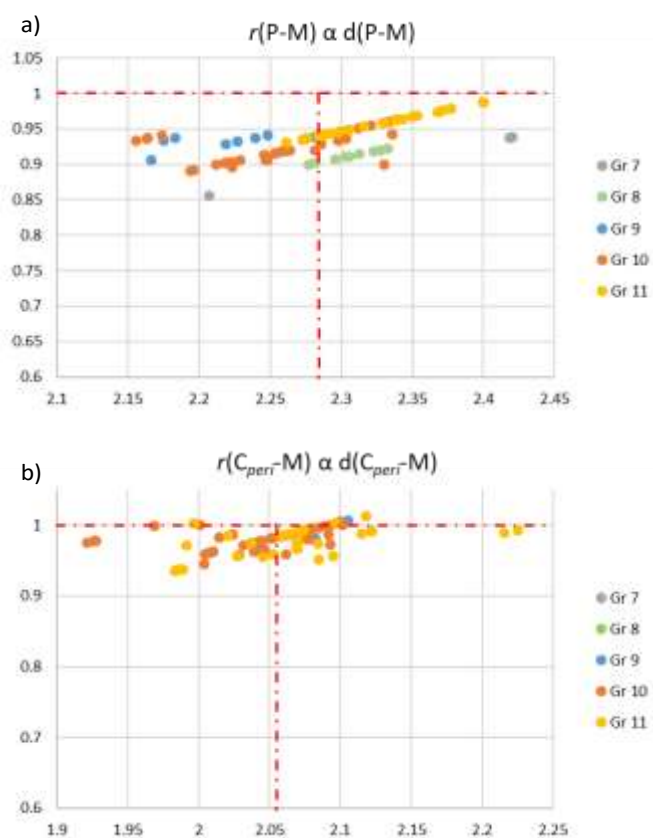 a)
r(P-M) α d(P-M)
1.05
1
0.95
0.9
0.85
0.8
0.75
0.7
0.65
0.6
2.1 2.15 2.2 2.25 2.3 2.35 2.4 2.45
Gr 7
Gr 8
Gr 9
Gr 10
Gr 11
b)
r(Cperi-M) α d(Cperi-M)
1
0.9
0.8
0.7
0.6
1.9 1.95 2 2.05 2.1 2.15 2.2 2.25
Gr 7
Gr 8
Gr 9
Gr 10
Gr 11